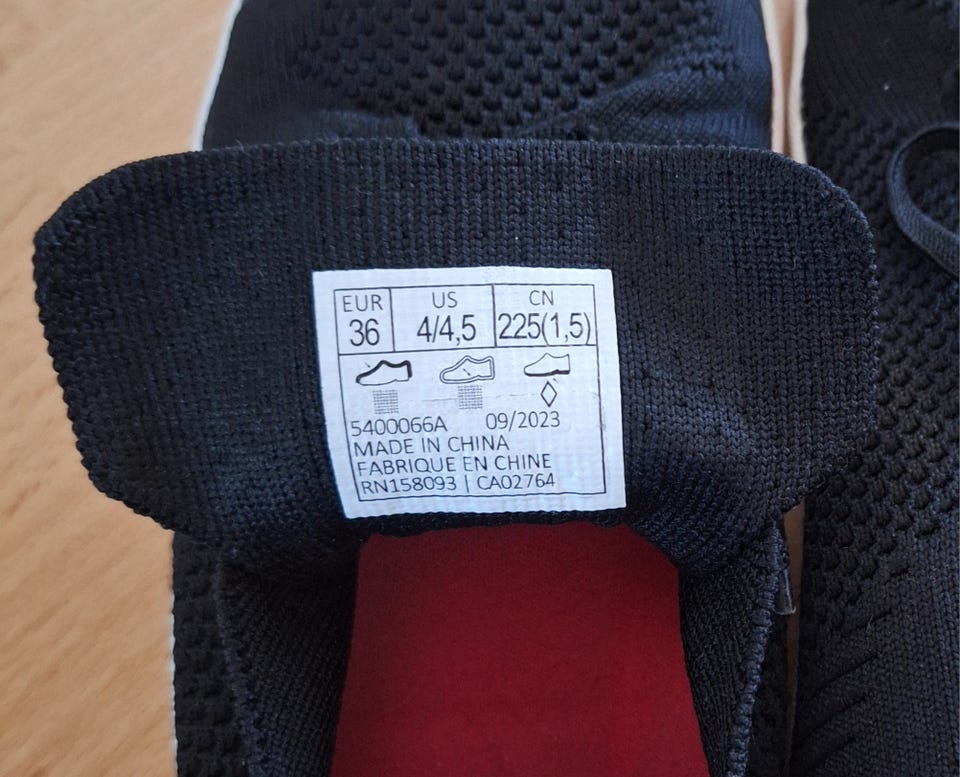 EUR US CN
36 4/4,5 225(1,5)
5400066A 09/2023
MADE IN CHINA
FABRIQUE EN CHINE
RN158093 | CA02764